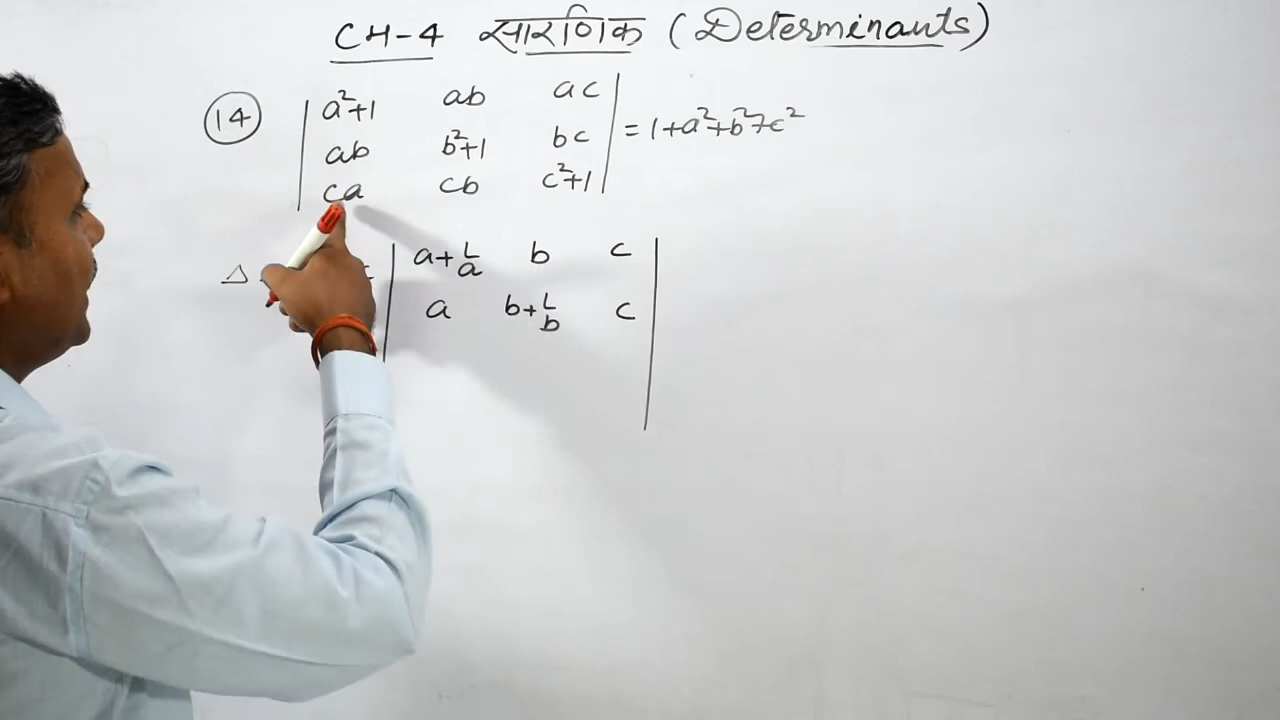 CH-4 सारणिक (Determinants)
14 | a²+1 ab ac | = 1+a²+b²+c²
ab b²+1 bc
ca cb c²+1
Δ | a+1/a b c |
a b+1/b c